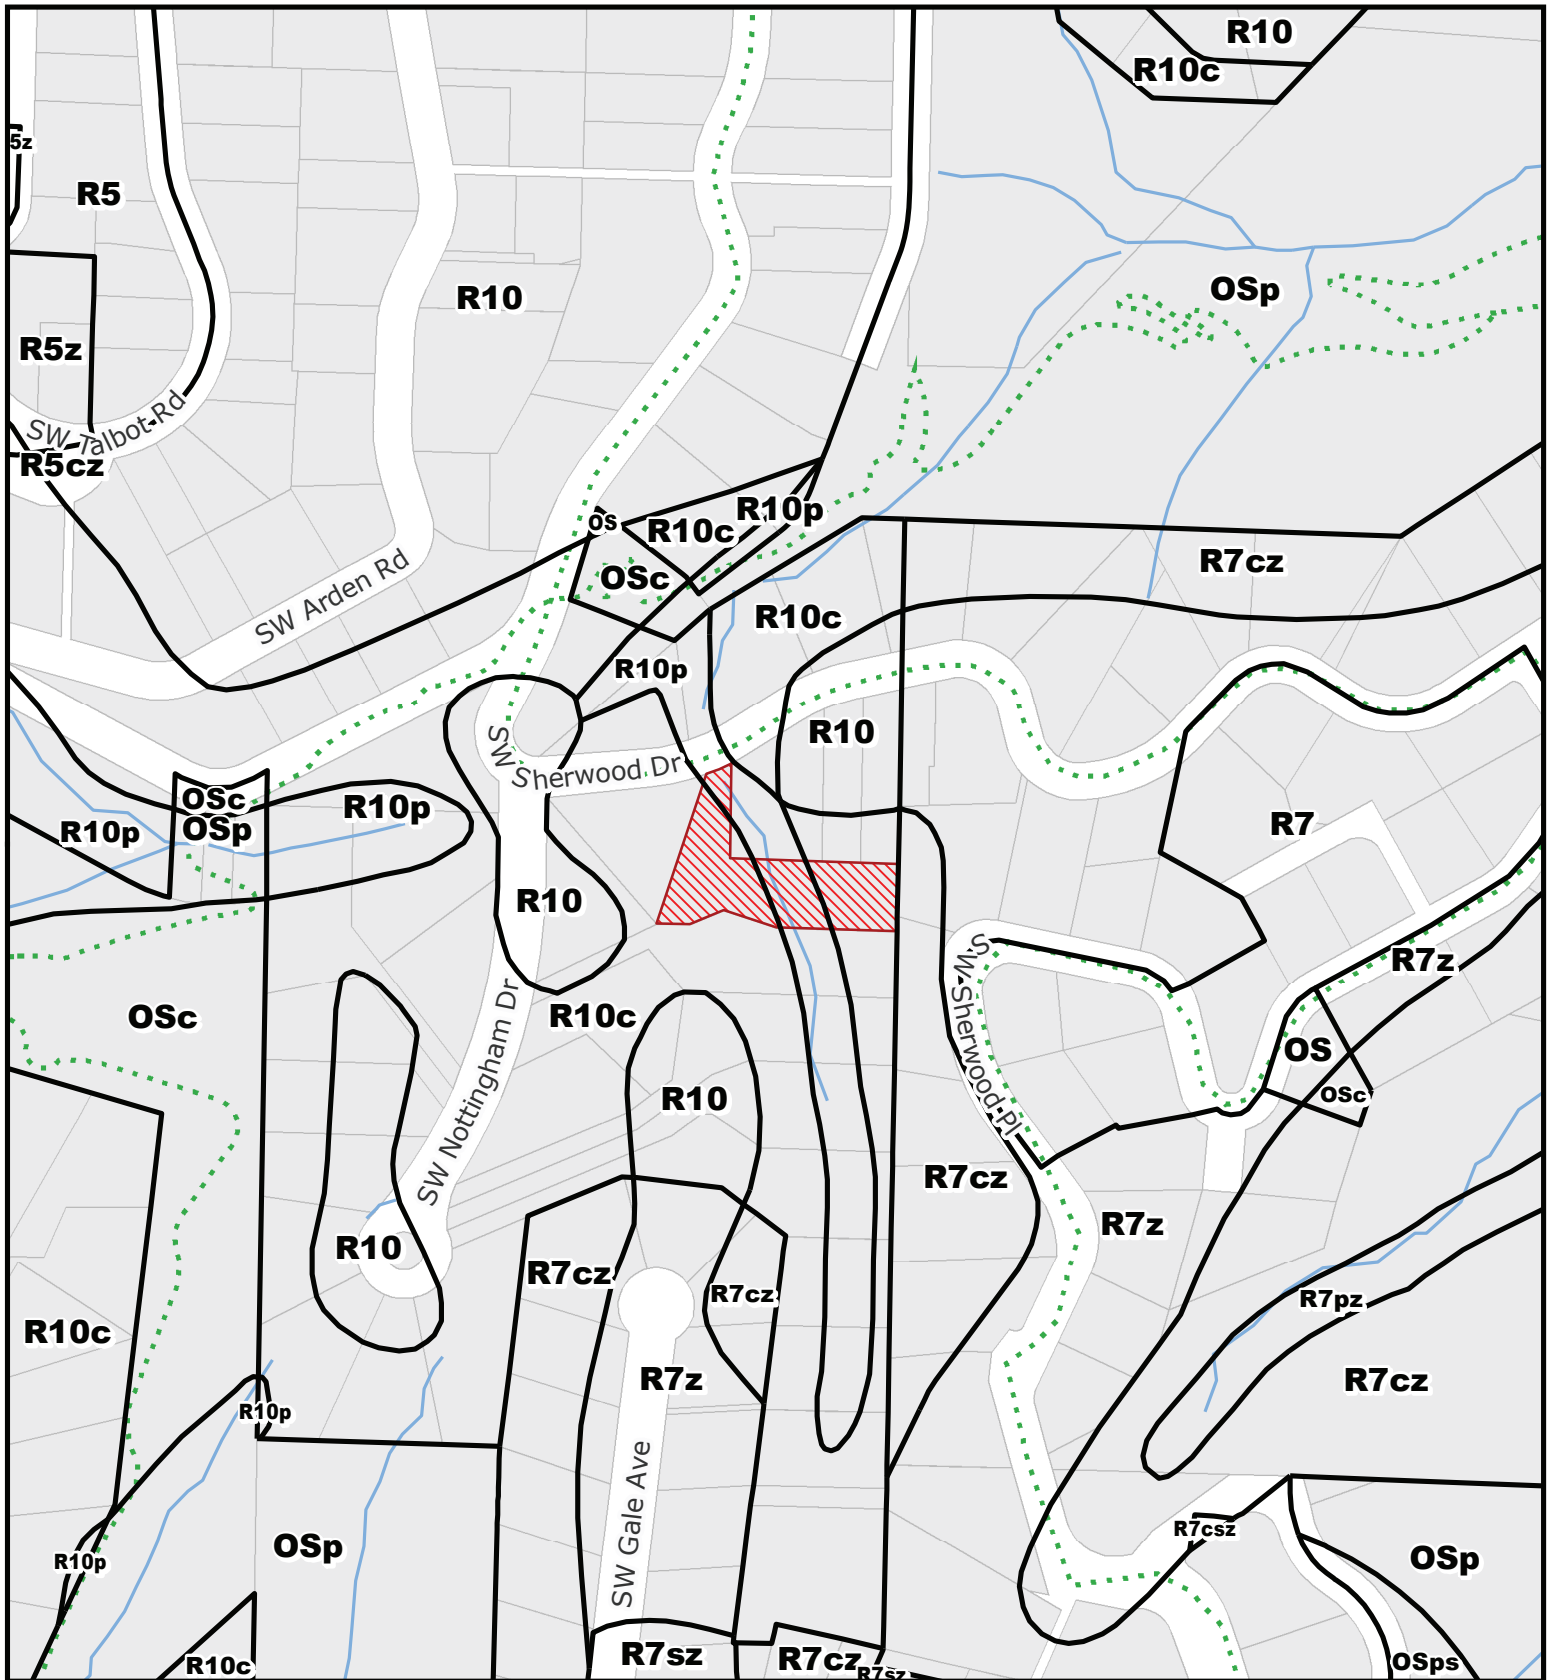 R10
R10c
5z
R5
R10
OSp
R5z
SW Talbot Rd
R5cz
OS
R10c
R10p
R7cz
OSc
SW Arden Rd
R10c
R10p
R10
SW Sherwood Dr
OSc
R10p
R10p
OSp
R7
R10
R7z
OSc
R10c
SW Sherwood Pl
OS
OSc
R10
SW Nottingham Dr
R7cz
R7z
R10
R7cz
R7cz
R7pz
R10c
R7z
R7cz
R10p
SW Gale Ave
R7csz
OSp
R10p
OSp
R7sz
R7cz
R7sz
R10c
OSps